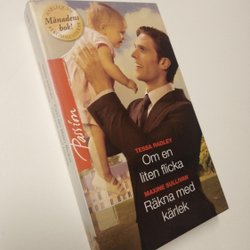 Månadens
bok!
Passion
TESSA RADLEY
Om en
liten flicka
MAXINE SULLIVAN
Räkna med
kärlek